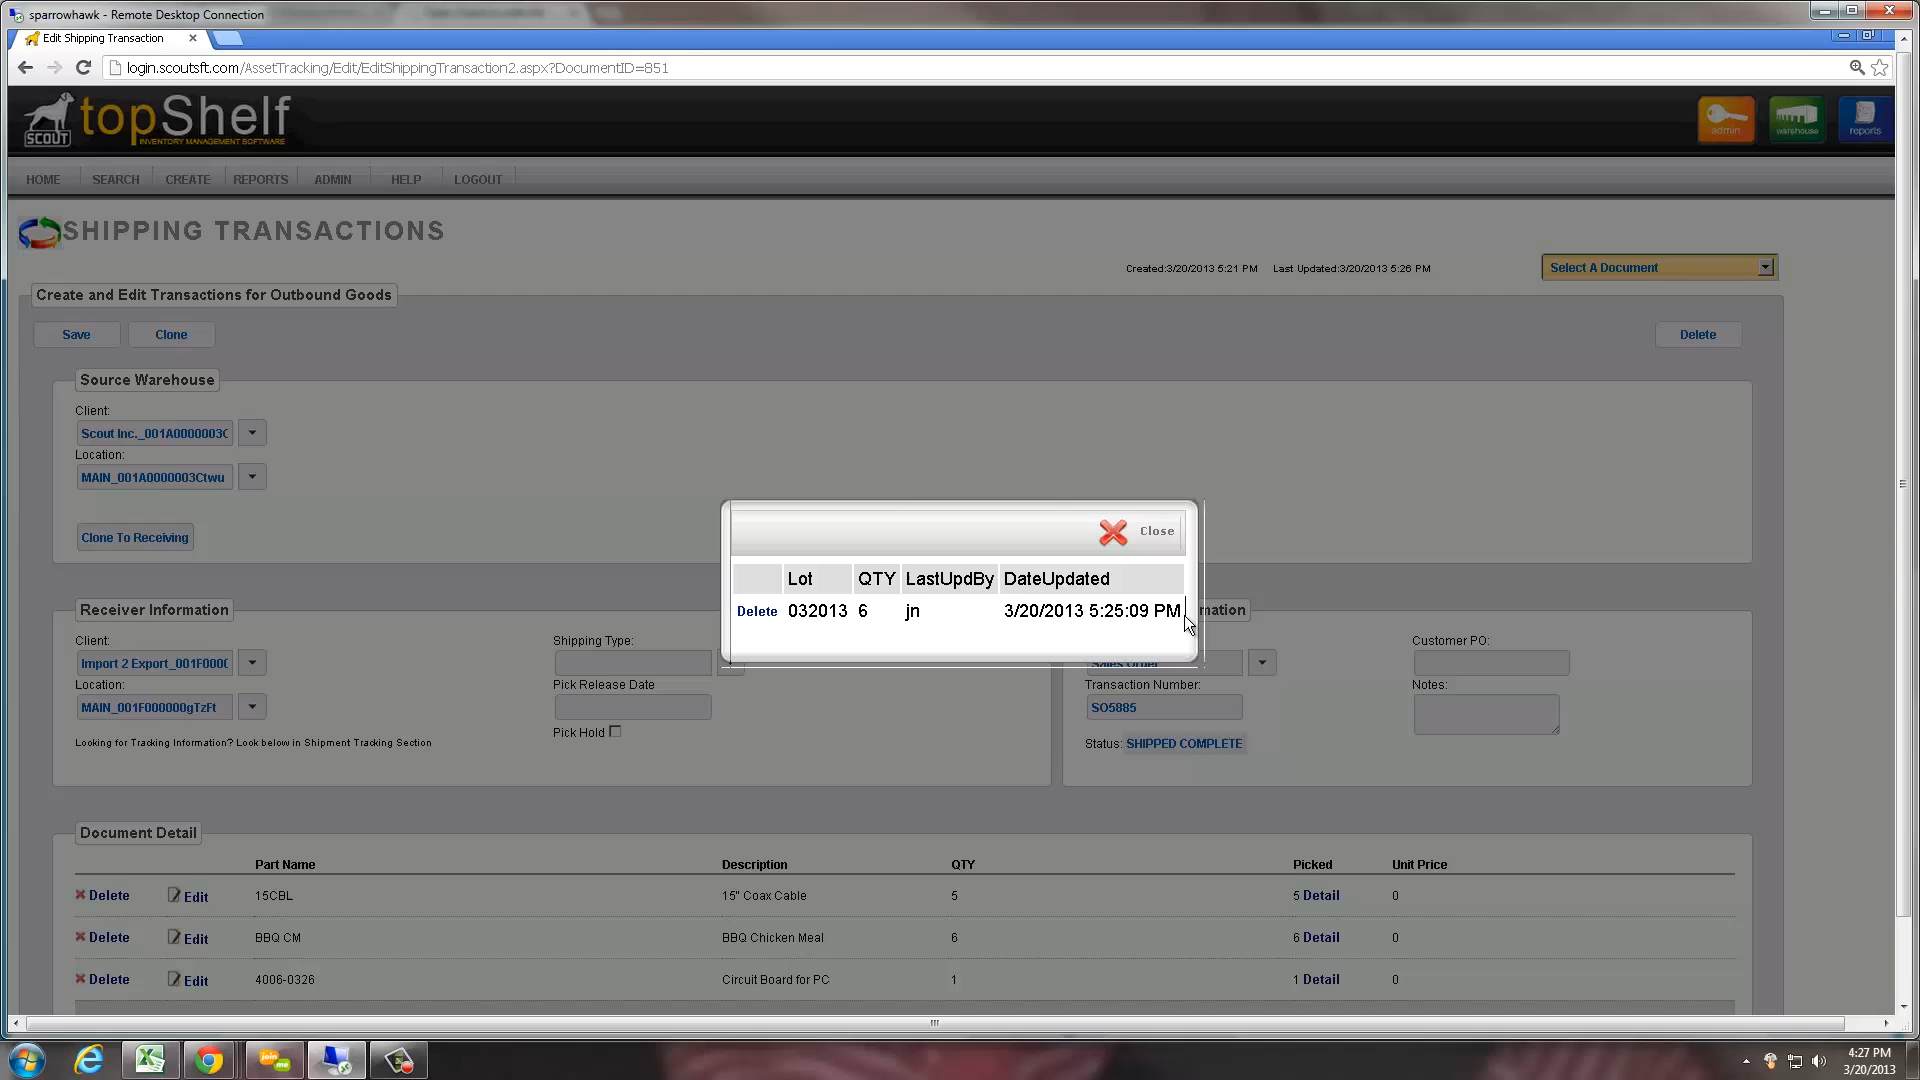 sparrowhawk - Remote Desktop Connection
Edit Shipping Transaction
login.scoutsft.com/AssetTracking/Edit/EditShippingTransaction2.aspx?DocumentID=851
SCOUT topShelf
INVENTORY MANAGEMENT SOFTWARE
admin warehouse reports
HOME SEARCH CREATE REPORTS ADMIN HELP LOGOUT
SHIPPING TRANSACTIONS
Created:3/20/2013 5:21 PM Last Updated:3/20/2013 5:26 PM Select A Document
Create and Edit Transactions for Outbound Goods
Save Clone Delete
Source Warehouse
Client:
Scout Inc._001A0000003C
Location:
MAIN_001A0000003Ctwu
Clone To Receiving
Close
Lot QTY LastUpdBy DateUpdated
Delete 032013 6 jn 3/20/2013 5:25:09 PM
Receiver Information mation
Client: Shipping Type: Customer PO:
Import 2 Export_001F000( Sales Order
Location: Pick Release Date Transaction Number: Notes:
MAIN_001F000000gTzFt SO5885
Pick Hold
Looking for Tracking Information? Look below in Shipment Tracking Section Status: SHIPPED COMPLETE
Document Detail
Part Name Description QTY Picked Unit Price
Delete Edit 15CBL 15" Coax Cable 5 5 Detail 0
Delete Edit BBQ CM BBQ Chicken Meal 6 6 Detail 0
Delete Edit 4006-0326 Circuit Board for PC 1 1 Detail 0
join me
4:27 PM
3/20/2013